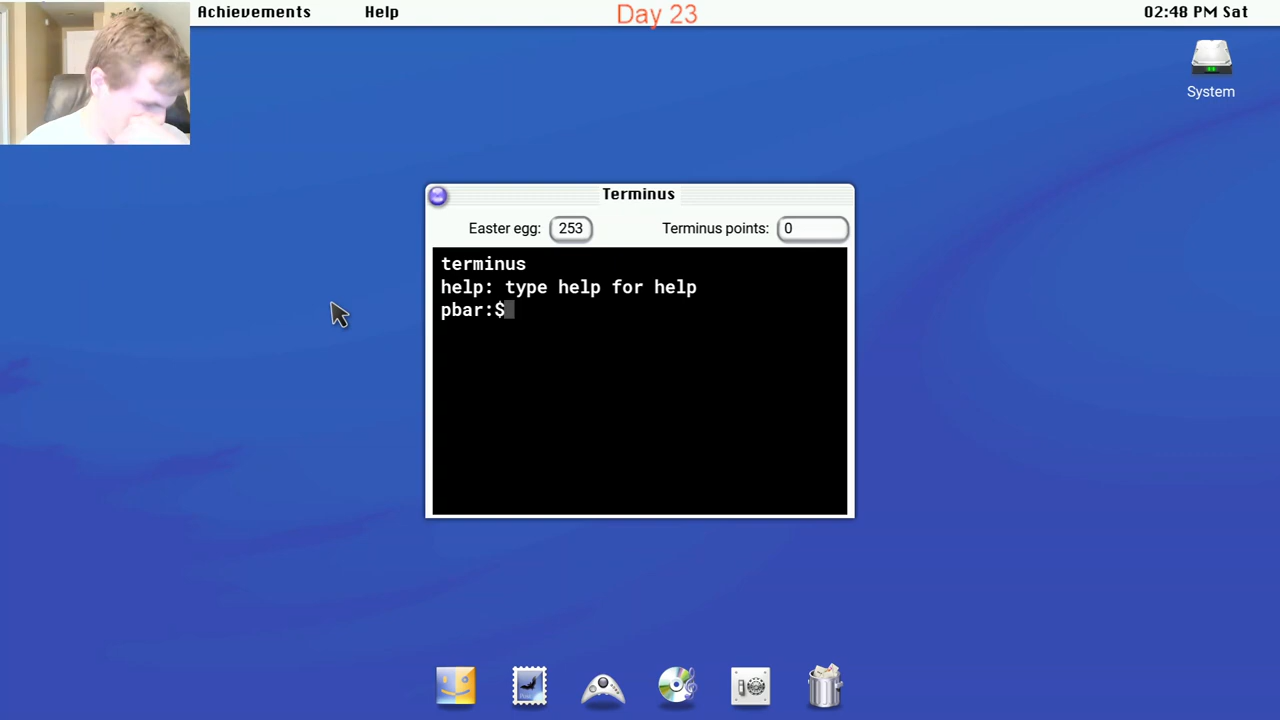 Achievements Help Day 23 02:48 PM Sat
System
Terminus
Easter egg: 253 Terminus points: 0
terminus
help: type help for help
pbar:$